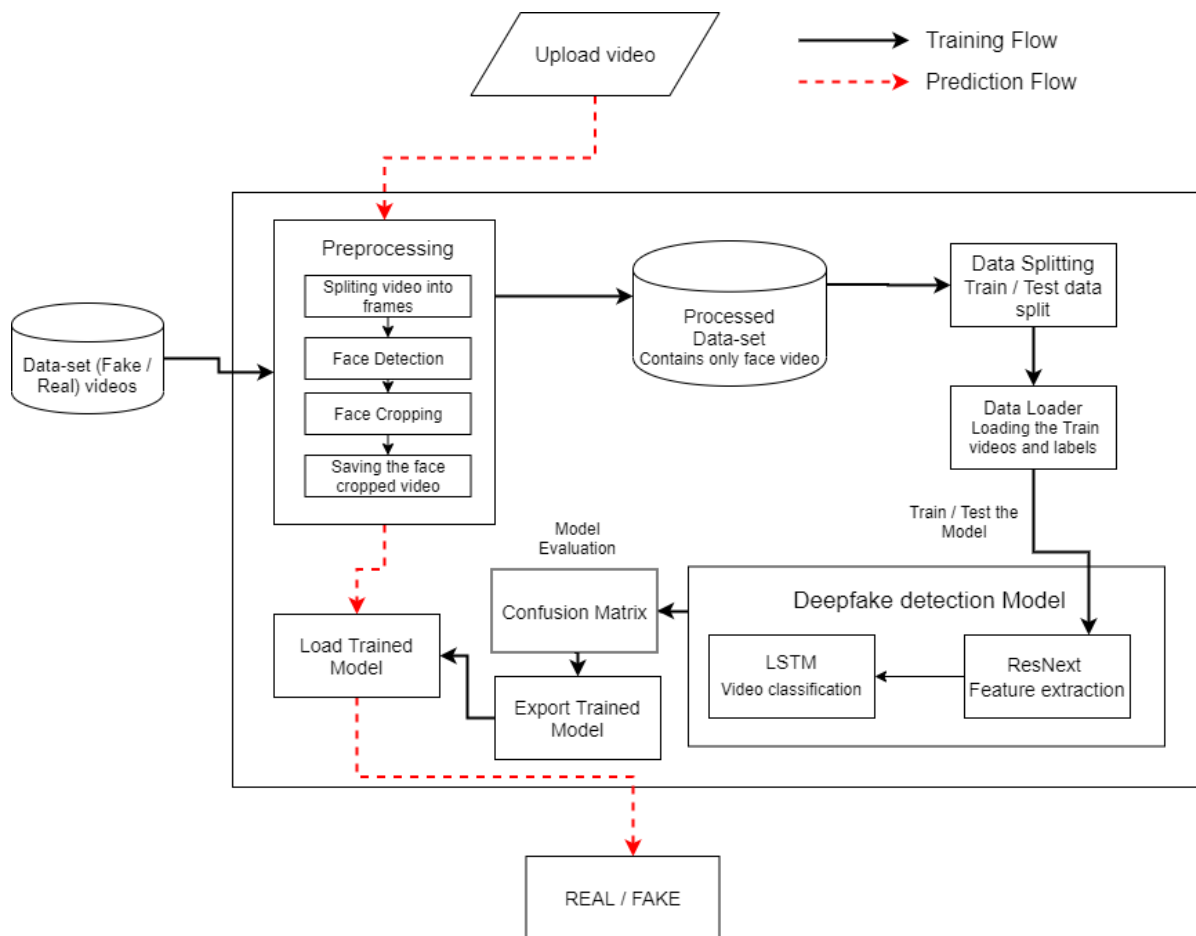 Upload video
Training Flow
Prediction Flow
Preprocessing
Spliting video into
frames
Face Detection
Face Cropping
Saving the face
cropped video
Data-set (Fake /
Real) videos
Processed
Data-set
Contains only face video
Data Splitting
Train / Test data
split
Data Loader
Loading the Train
videos and labels
Train / Test the
Model
Deepfake detection Model
ResNext
Feature extraction
LSTM
Video classification
Model
Evaluation
Confusion Matrix
Export Trained
Model
Load Trained
Model
REAL / FAKE